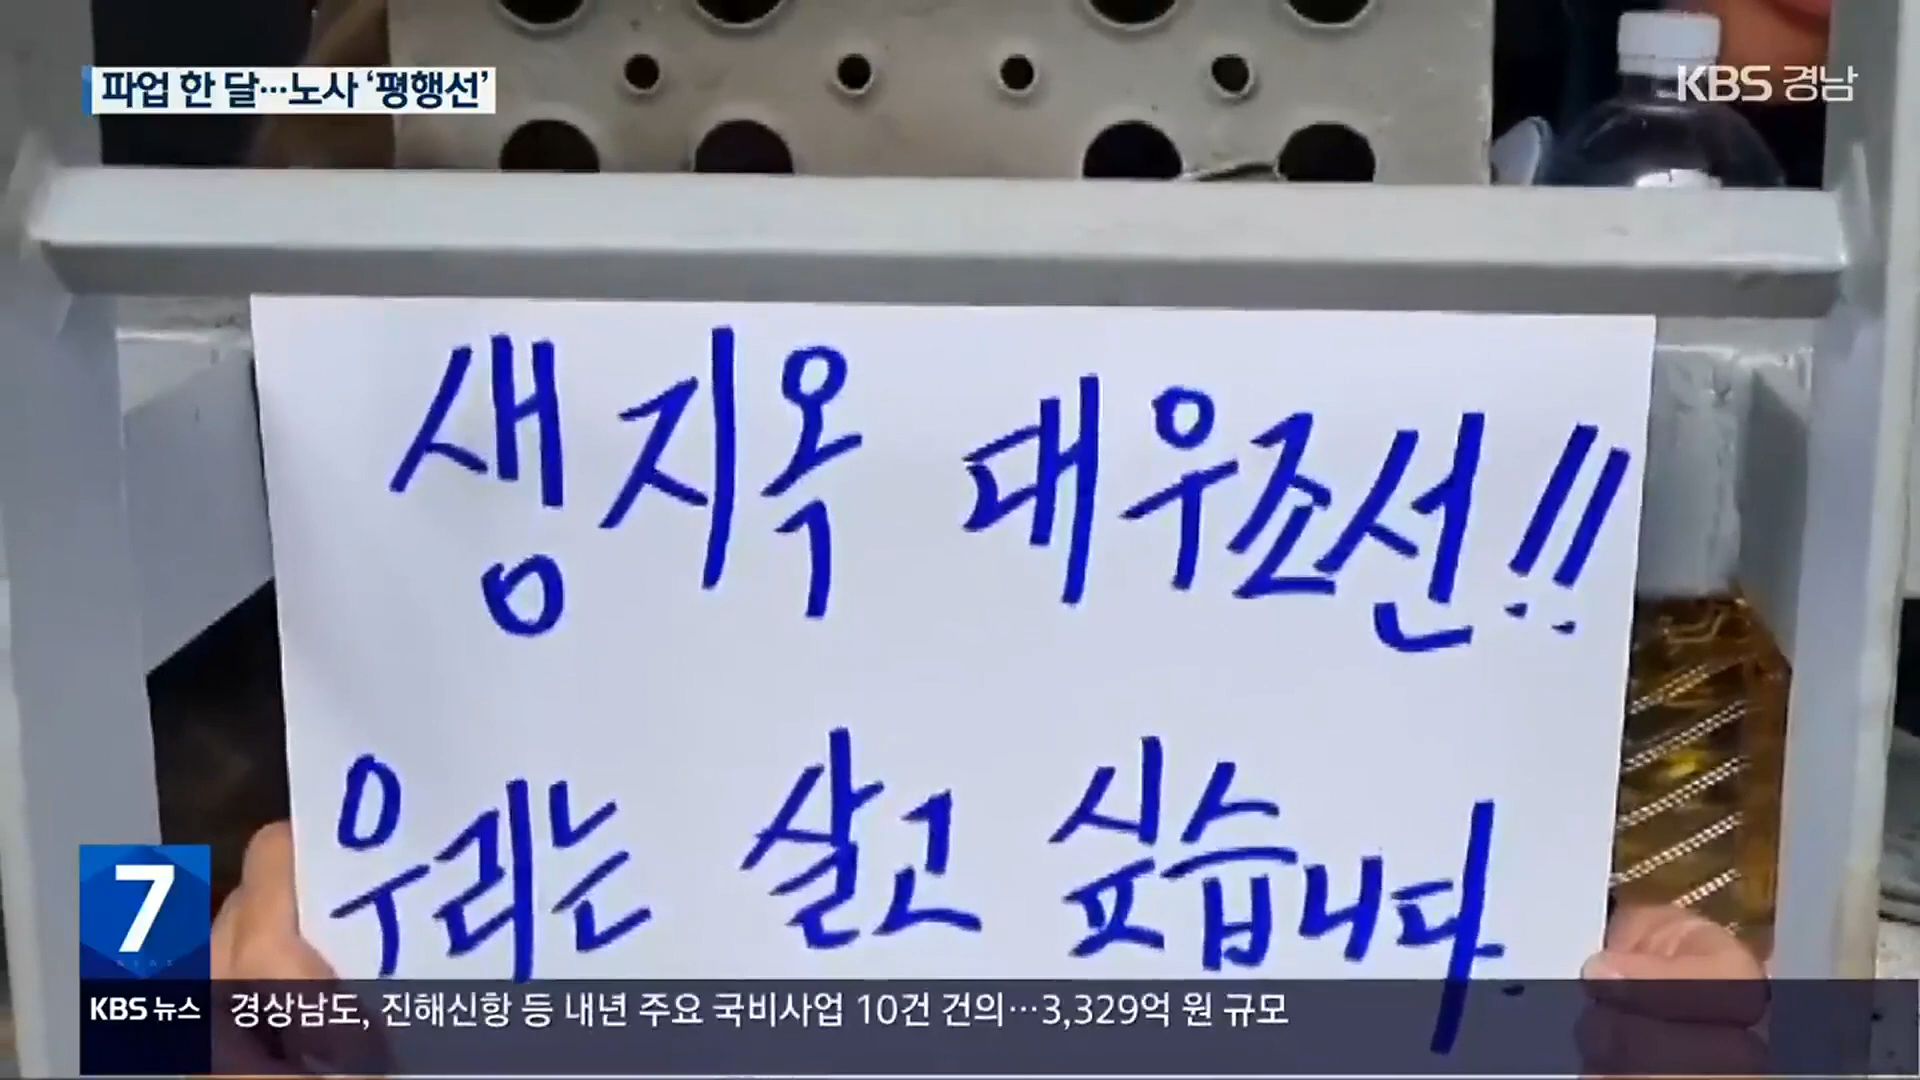 파업 한 달…노사 ‘평행선’
KBS 경남
생지옥 대우조선!!
우리는 살고 싶습니다.
7
KBS 뉴스
경상남도, 진해신항 등 내년 주요 국비사업 10건 건의…3,329억 원 규모